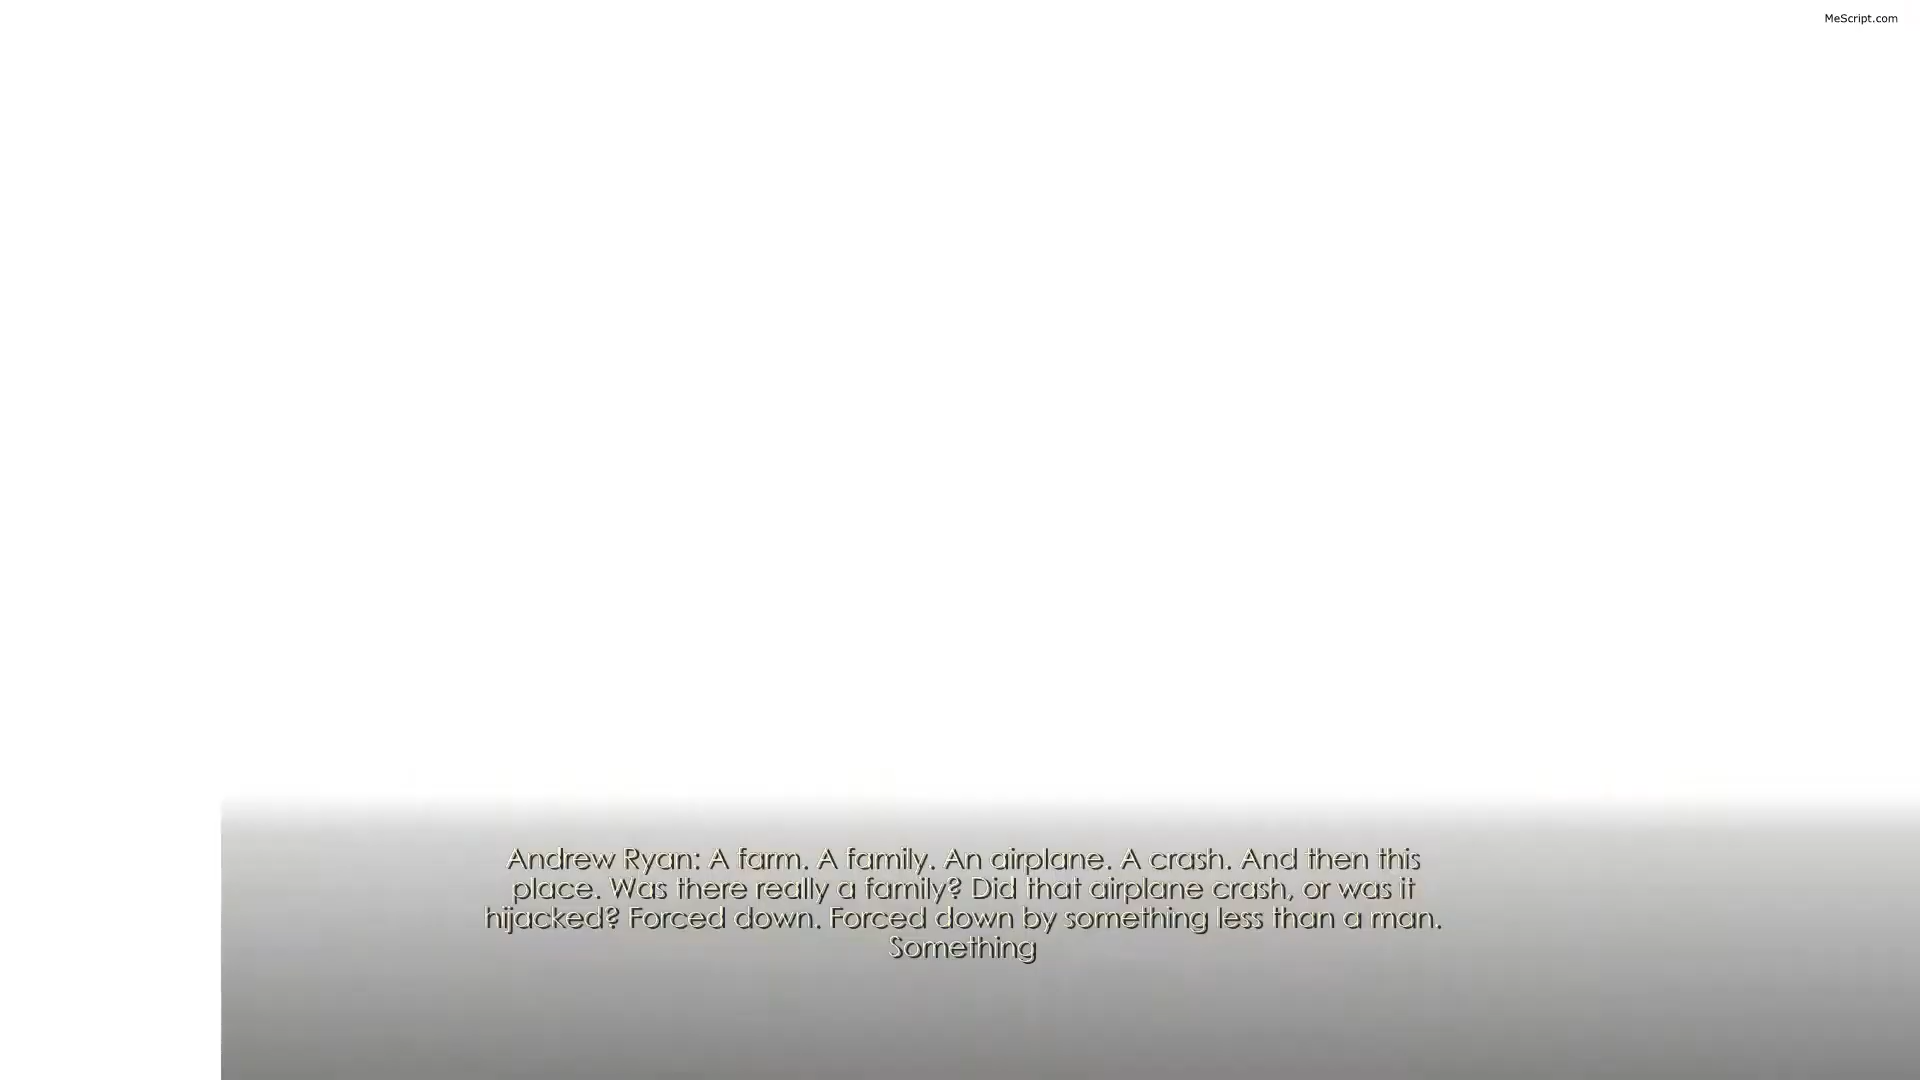 MeScript.com
Andrew Ryan: A farm. A family. An airplane. A crash. And then this
place. Was there really a family? Did that airplane crash, or was it
hijacked? Forced down. Forced down by something less than a man.
Something